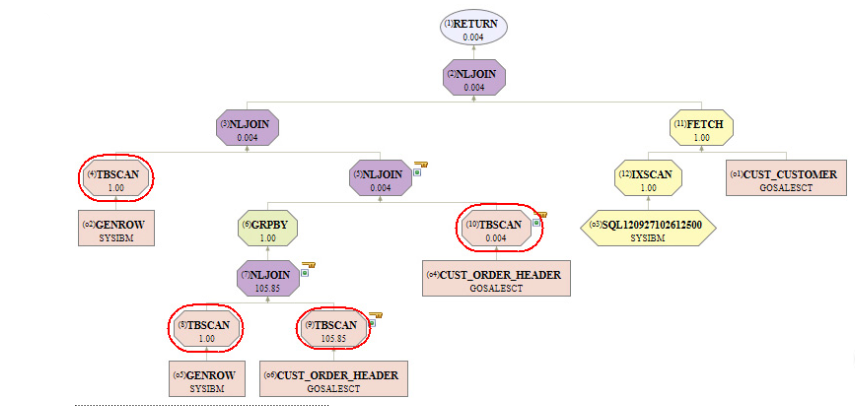 (1)RETURN
0.004
(2)NLJOIN
0.004
(3)NLJOIN
0.004
(11)FETCH
1.00
(4)TBSCAN
1.00
(5)NLJOIN
0.004
(12)IXSCAN
1.00
(o1)CUST_CUSTOMER
GOSALESCT
(o2)GENROW
SYSIBM
(6)GRPBY
1.00
(10)TBSCAN
0.004
(o3)SQL120927102612500
SYSIBM
(7)NLJOIN
105.85
(o4)CUST_ORDER_HEADER
GOSALESCT
(8)TBSCAN
1.00
(9)TBSCAN
105.85
(o5)GENROW
SYSIBM
(o6)CUST_ORDER_HEADER
GOSALESCT